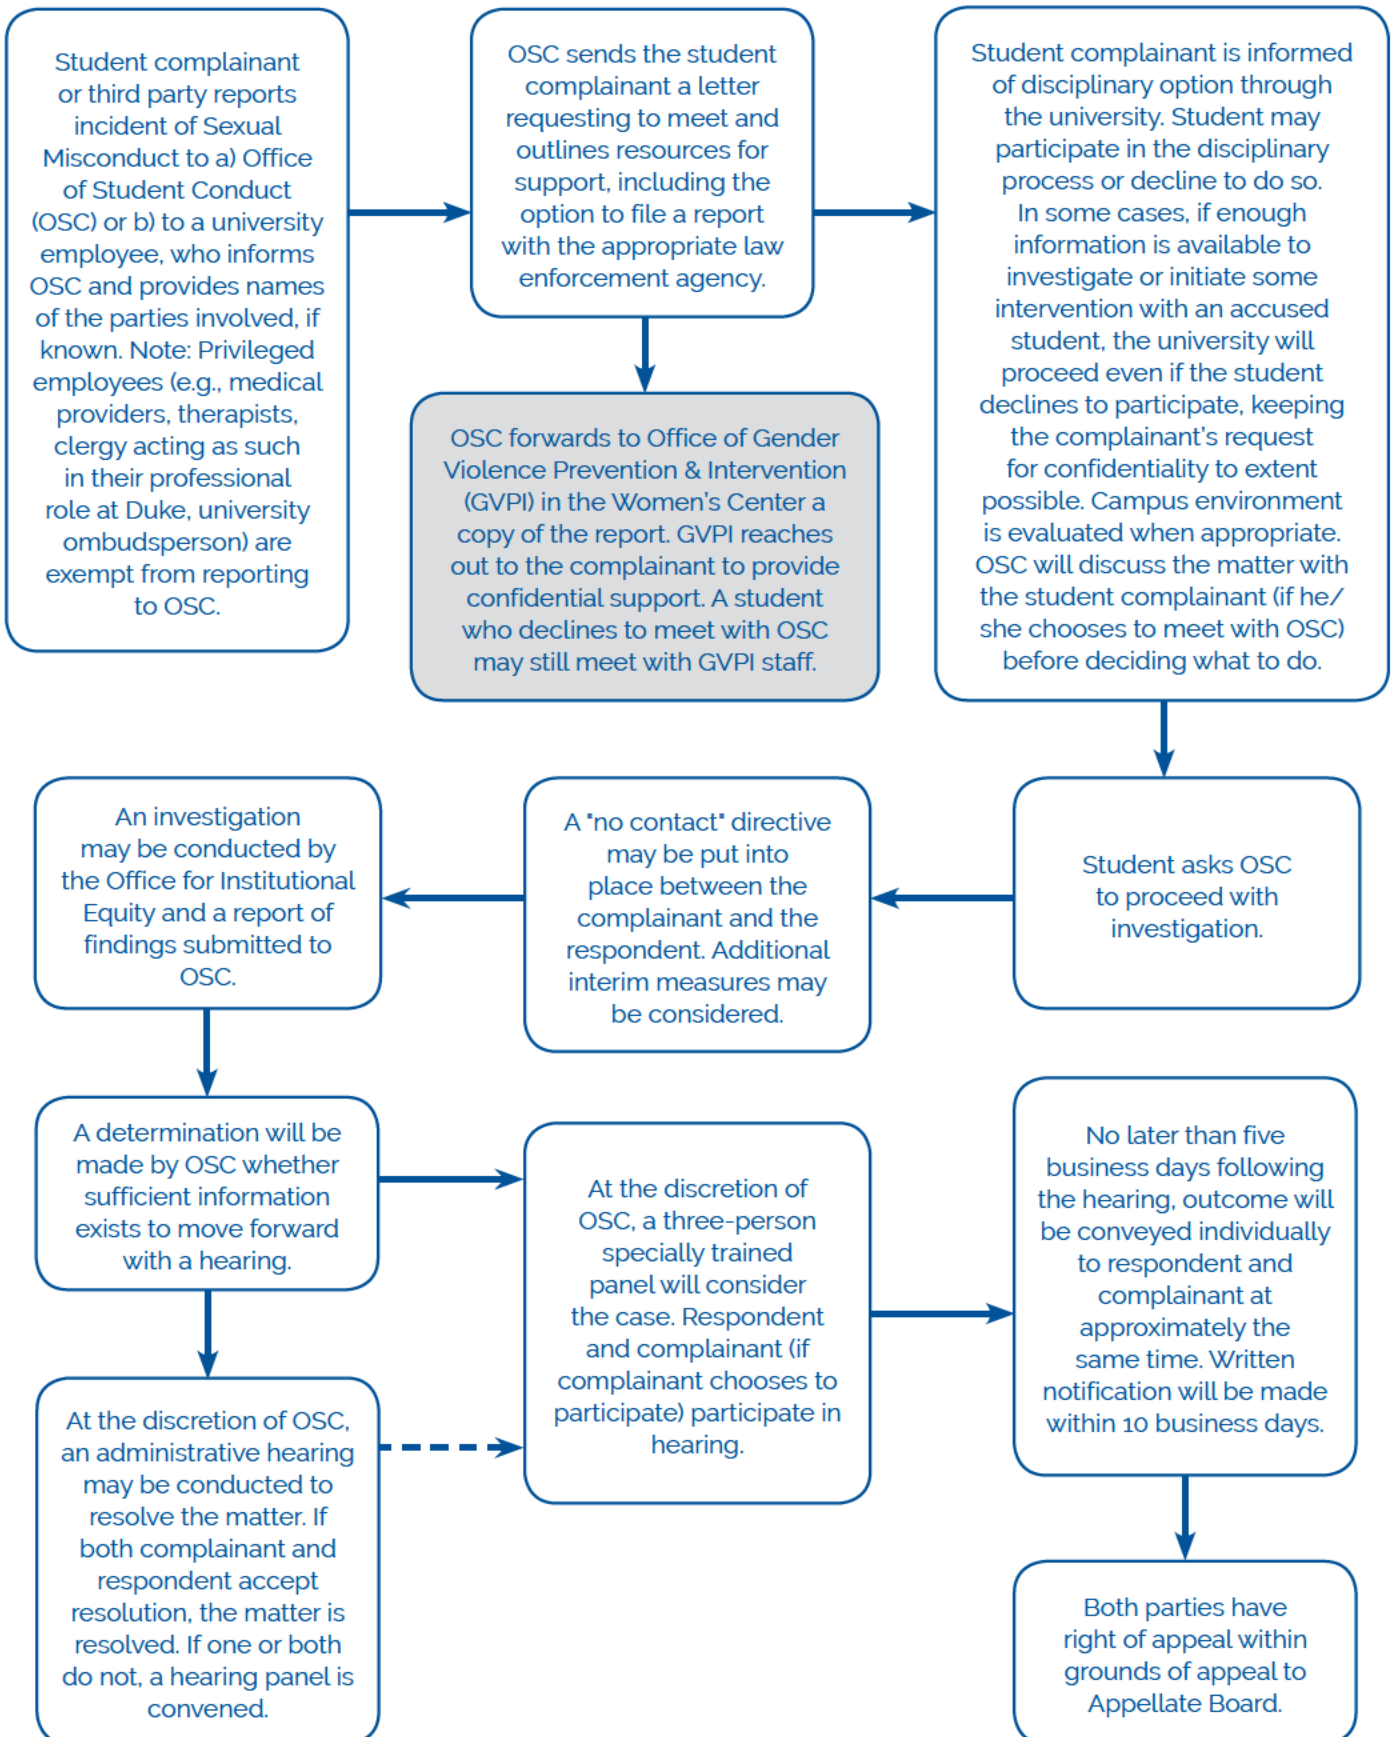 Student complainant
or third party reports
incident of Sexual
Misconduct to a) Office
of Student Conduct
(OSC) or b) to a university
employee, who informs
OSC and provides names
of the parties involved, if
known. Note: Privileged
employees (e.g., medical
providers, therapists,
clergy acting as such
in their professional
role at Duke, university
ombudsperson) are
exempt from reporting
to OSC.
OSC sends the student
complainant a letter
requesting to meet and
outlines resources for
support, including the
option to file a report
with the appropriate law
enforcement agency.
OSC forwards to Office of Gender
Violence Prevention & Intervention
(GVPI) in the Women's Center a
copy of the report. GVPI reaches
out to the complainant to provide
confidential support. A student
who declines to meet with OSC
may still meet with GVPI staff.
Student complainant is informed
of disciplinary option through
the university. Student may
participate in the disciplinary
process or decline to do so.
In some cases, if enough
information is available to
investigate or initiate some
intervention with an accused
student, the university will
proceed even if the student
declines to participate, keeping
the complainant's request
for confidentiality to extent
possible. Campus environment
is evaluated when appropriate.
OSC will discuss the matter with
the student complainant (if he/
she chooses to meet with OSC)
before deciding what to do.
Student asks OSC
to proceed with
investigation.
A "no contact" directive
may be put into
place between the
complainant and the
respondent. Additional
interim measures may
be considered.
An investigation
may be conducted by
the Office for Institutional
Equity and a report of
findings submitted to
OSC.
A determination will be
made by OSC whether
sufficient information
exists to move forward
with a hearing.
At the discretion of OSC,
an administrative hearing
may be conducted to
resolve the matter. If
both complainant and
respondent accept
resolution, the matter is
resolved. If one or both
do not, a hearing panel is
convened.
At the discretion of
OSC, a three-person
specially trained
panel will consider
the case. Respondent
and complainant (if
complainant chooses to
participate) participate in
hearing.
No later than five
business days following
the hearing, outcome will
be conveyed individually
to respondent and
complainant at
approximately the
same time. Written
notification will be made
within 10 business days.
Both parties have
right of appeal within
grounds of appeal to
Appellate Board.